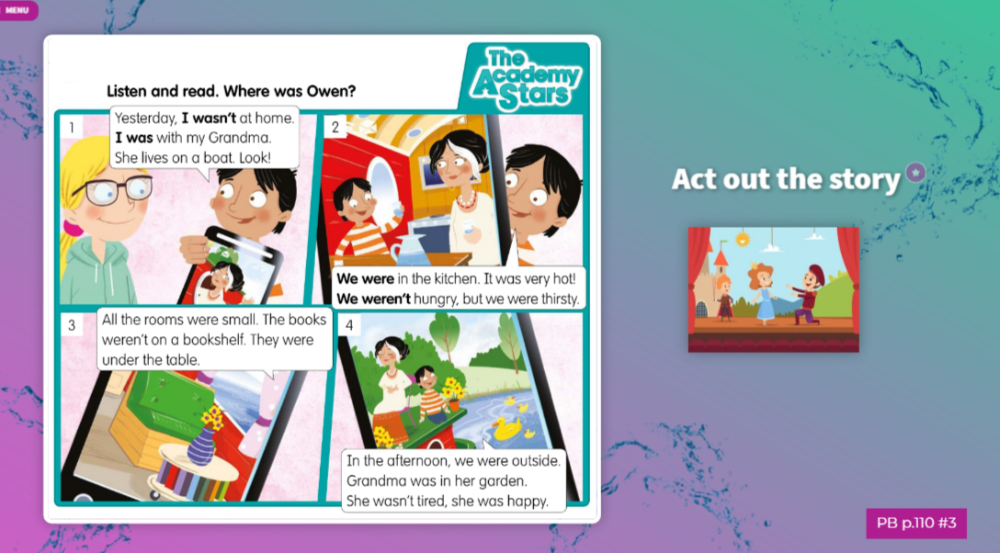 MENU
Listen and read. Where was Owen?
The
Academy
Stars
1
Yesterday, I wasn't at home.
I was with my Grandma.
She lives on a boat. Look!
2
We were in the kitchen. It was very hot!
We weren't hungry, but we were thirsty.
3
All the rooms were small. The books
weren't on a bookshelf. They were
under the table.
4
In the afternoon, we were outside.
Grandma was in her garden.
She wasn't tired, she was happy.
Act out the story
PB p.110 #3